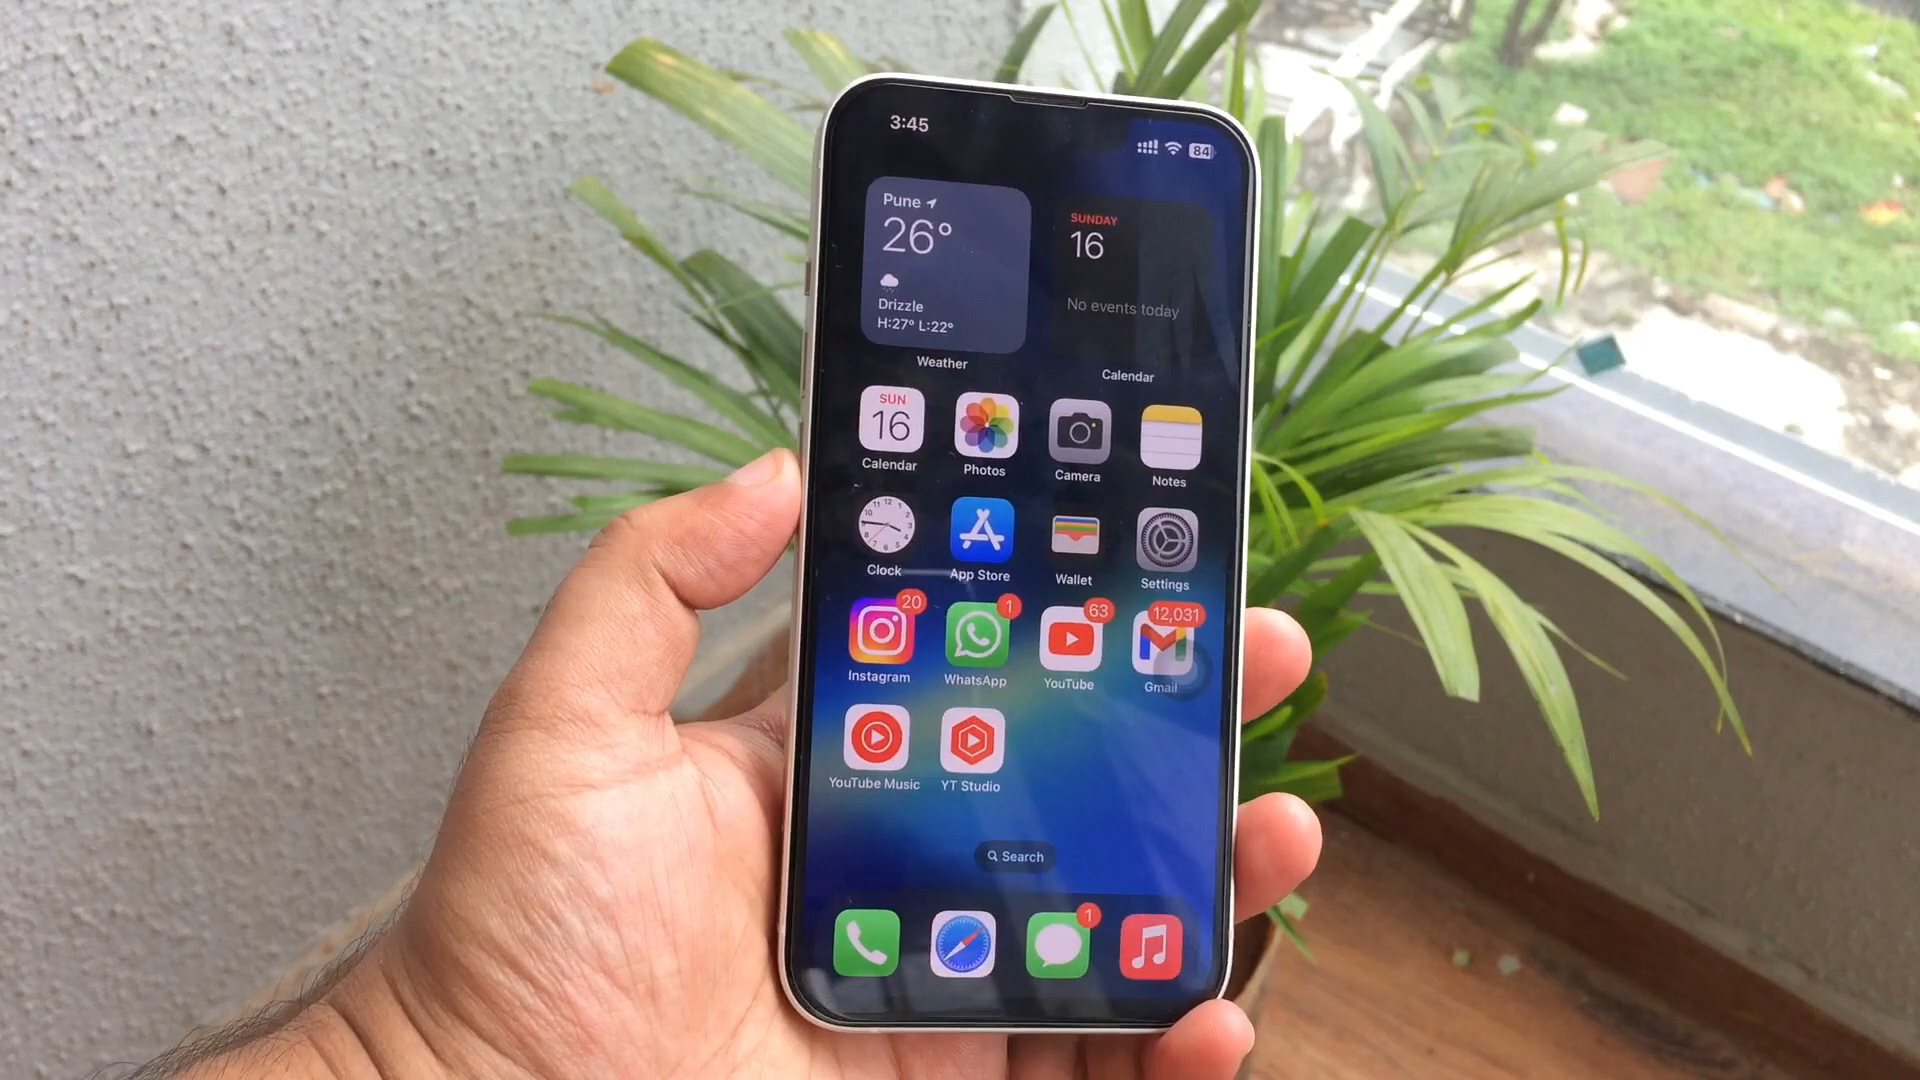 3:45
84
Pune
26°
Drizzle
H:27° L:22°
Weather
SUNDAY
16
No events today
Calendar
SUN
16
Calendar
Photos
Camera
Notes
Clock
App Store
Wallet
Settings
20
Instagram
1
WhatsApp
63
YouTube
12,031
Gmail
YouTube Music
YT Studio
Search
1